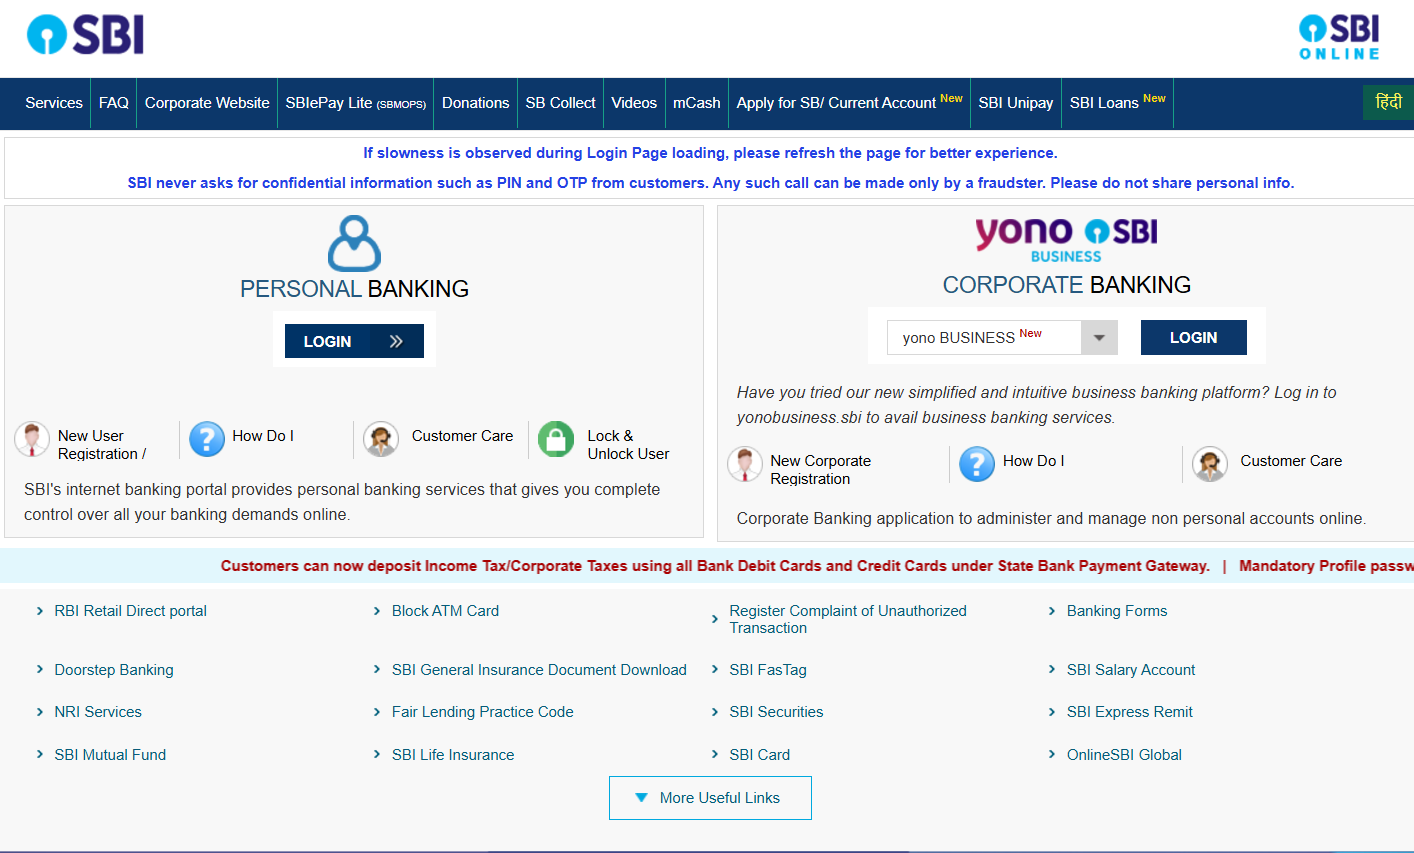 SBI
SBI
ONLINE
Services FAQ Corporate Website SBIePay Lite (SBMOPS) Donations SB Collect Videos mCash Apply for SB/ Current Account New SBI Unipay SBI Loans New हिंदी
If slowness is observed during Login Page loading, please refresh the page for better experience.
SBI never asks for confidential information such as PIN and OTP from customers. Any such call can be made only by a fraudster. Please do not share personal info.
PERSONAL BANKING
LOGIN
New User
Registration /
How Do I
Customer Care
Lock &
Unlock User
SBI's internet banking portal provides personal banking services that gives you complete
control over all your banking demands online.
yono SBI
BUSINESS
CORPORATE BANKING
yono BUSINESS New
LOGIN
Have you tried our new simplified and intuitive business banking platform? Log in to
yonobusiness.sbi to avail business banking services.
New Corporate
Registration
How Do I
Customer Care
Corporate Banking application to administer and manage non personal accounts online.
Customers can now deposit Income Tax/Corporate Taxes using all Bank Debit Cards and Credit Cards under State Bank Payment Gateway. | Mandatory Profile passw
RBI Retail Direct portal
Block ATM Card
Register Complaint of Unauthorized
Transaction
Banking Forms
Doorstep Banking
SBI General Insurance Document Download
SBI FasTag
SBI Salary Account
NRI Services
Fair Lending Practice Code
SBI Securities
SBI Express Remit
SBI Mutual Fund
SBI Life Insurance
SBI Card
OnlineSBI Global
More Useful Links